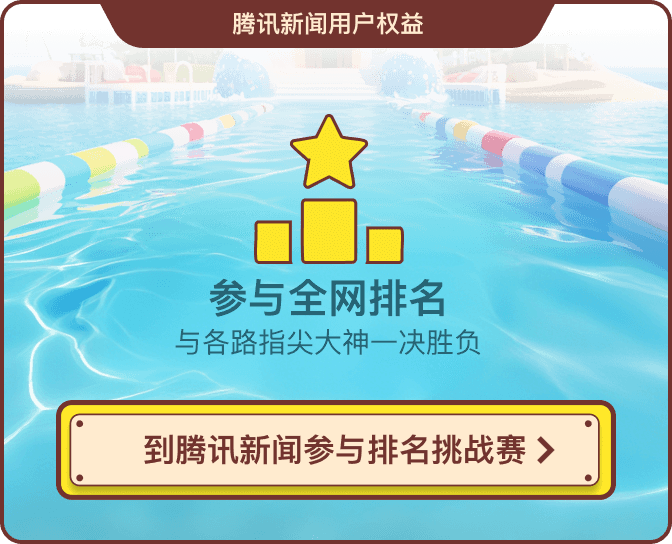 腾讯新闻用户权益
参与全网排名
与各路指尖大神一决胜负
到腾讯新闻参与排名挑战赛